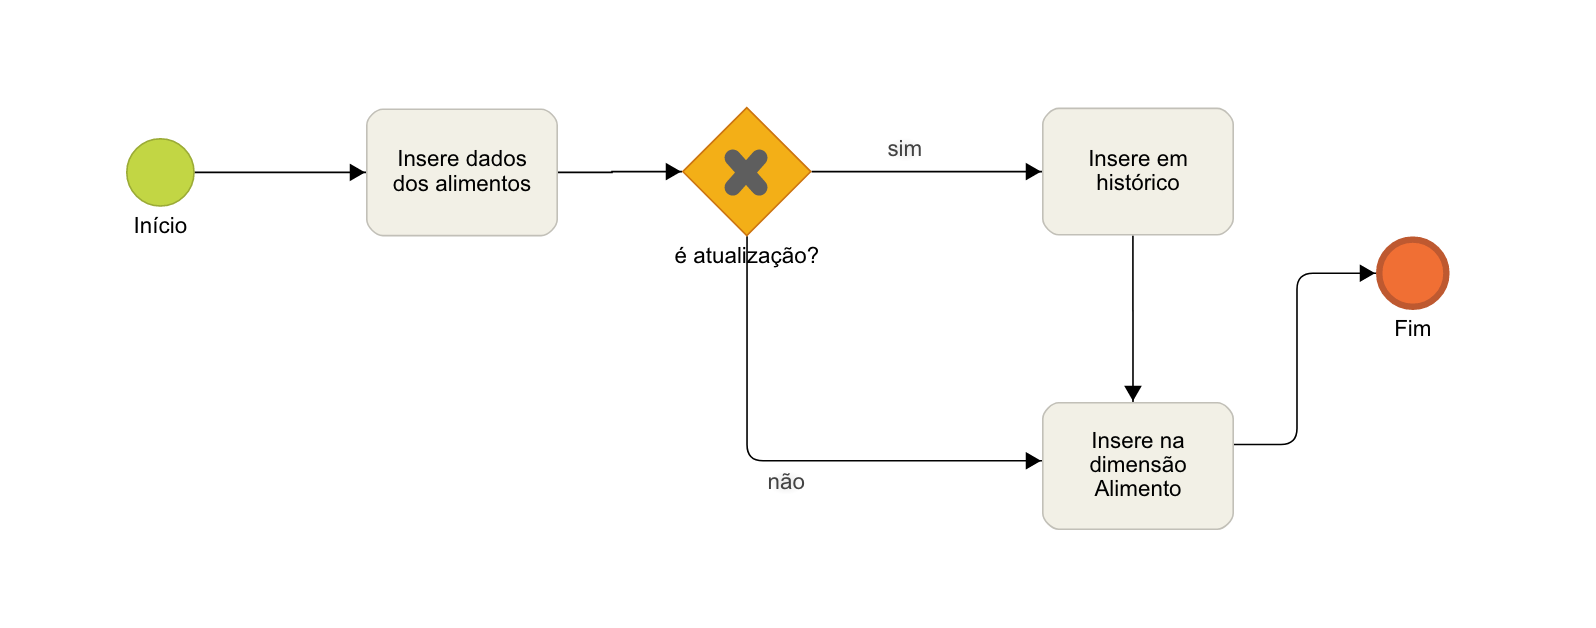 Início
Insere dados
dos alimentos
é atualização?
sim
Insere em
histórico
não
Insere na
dimensão
Alimento
Fim